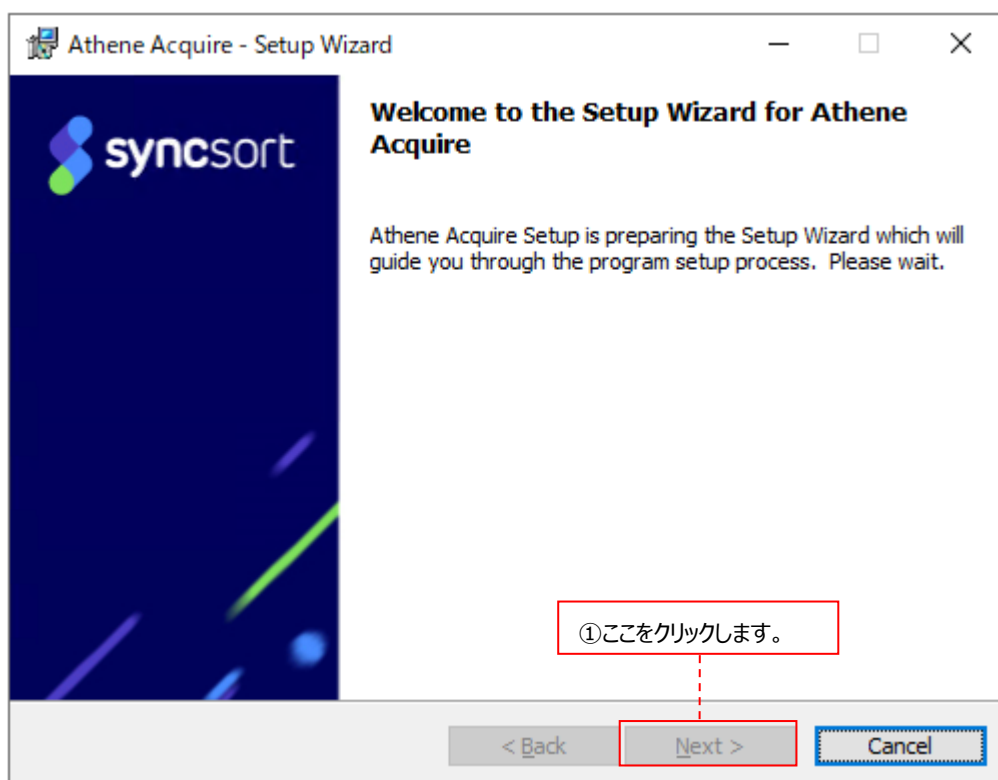 Athene Acquire - Setup Wizard
syncsort
Welcome to the Setup Wizard for Athene
Acquire
Athene Acquire Setup is preparing the Setup Wizard which will
guide you through the program setup process.  Please wait.
①ここをクリックします。
< Back
Next >
Cancel